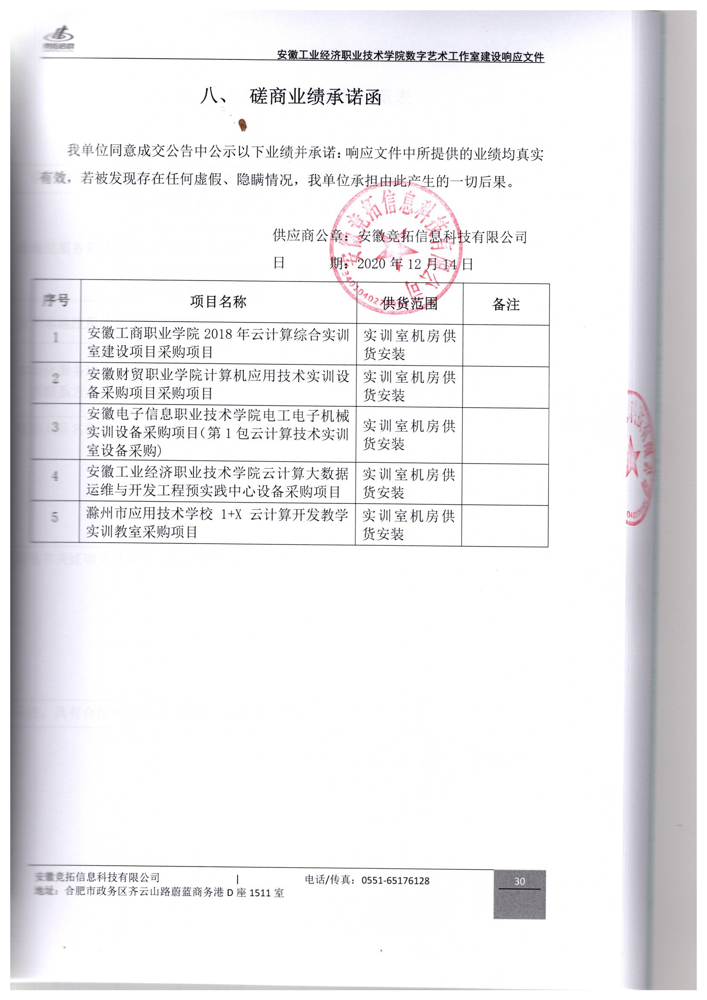 安徽工业经济职业技术学院数字艺术工作室建设响应文件
八、 磋商业绩承诺函
我单位同意成交公告中公示以下业绩并承诺：响应文件中所提供的业绩均真实
有效，若被发现存在任何虚假、隐瞒情况，我单位承担由此产生的一切后果。
供应商公章：安徽竞拓信息科技有限公司
日 期：2020 年 12 月 14 日
安徽竞拓信息科技有限公司
序号 项目名称 供货范围 备注
1 安徽工商职业学院 2018 年云计算综合实训 实训室机房供
室建设项目采购项目 货安装
2 安徽财贸职业学院计算机应用技术实训设 实训室机房供
备采购项目采购项目 货安装
3 安徽电子信息职业技术学院电工电子机械 实训室机房供
实训设备采购项目(第 1 包云计算技术实训 货安装
室设备采购)
4 安徽工业经济职业技术学院云计算大数据 实训室机房供
运维与开发工程预实践中心设备采购项目 货安装
5 滁州市应用技术学校 1+X 云计算开发教学 实训室机房供
实训教室采购项目 货安装
安徽竞拓信息科技有限公司 | 电话/传真：0551-65176128
地址：合肥市政务区齐云山路蔚蓝商务港 D 座 1511 室
30